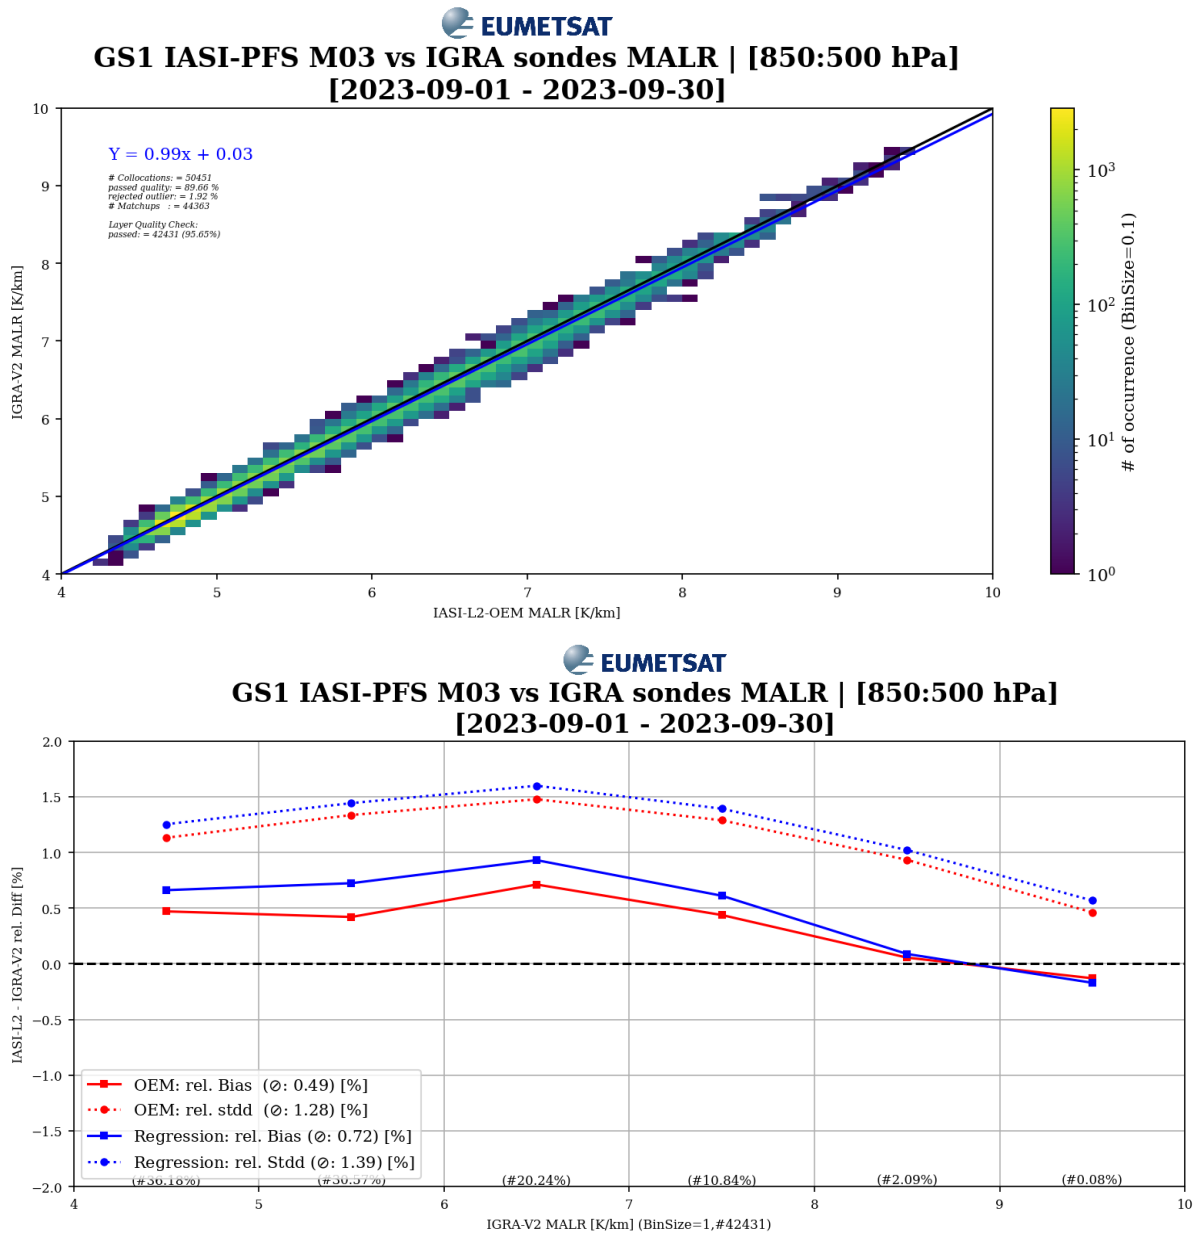 EUMETSAT
GS1 IASI-PFS M03 vs IGRA sondes MALR | [850:500 hPa]
[2023-09-01 - 2023-09-30]
Y = 0.99x + 0.03
# Collocations: = 50451
passed quality: = 89.66 %
rejected outlier: = 1.92 %
# Matchups : = 44363
Layer Quality Check:
passed: = 42431 (95.65%)
IGRA-V2 MALR [K/km]
10
9
8
7
6
5
4
4 5 6 7 8 9 10
IASI-L2-OEM MALR [K/km]
10³
10²
10¹
10⁰
# of occurrence (BinSize=0.1)
EUMETSAT
GS1 IASI-PFS M03 vs IGRA sondes MALR | [850:500 hPa]
[2023-09-01 - 2023-09-30]
IASI-L2 - IGRA-V2 rel. Diff [%]
2.0
1.5
1.0
0.5
0.0
−0.5
−1.0
−1.5
−2.0
OEM: rel. Bias (⊘: 0.49) [%]
OEM: rel. stdd (⊘: 1.28) [%]
Regression: rel. Bias (⊘: 0.72) [%]
Regression: rel. Stdd (⊘: 1.39) [%]
(#36.18%) (#30.57%) (#20.24%) (#10.84%) (#2.09%) (#0.08%)
4 5 6 7 8 9 10
IGRA-V2 MALR [K/km] (BinSize=1,#42431)